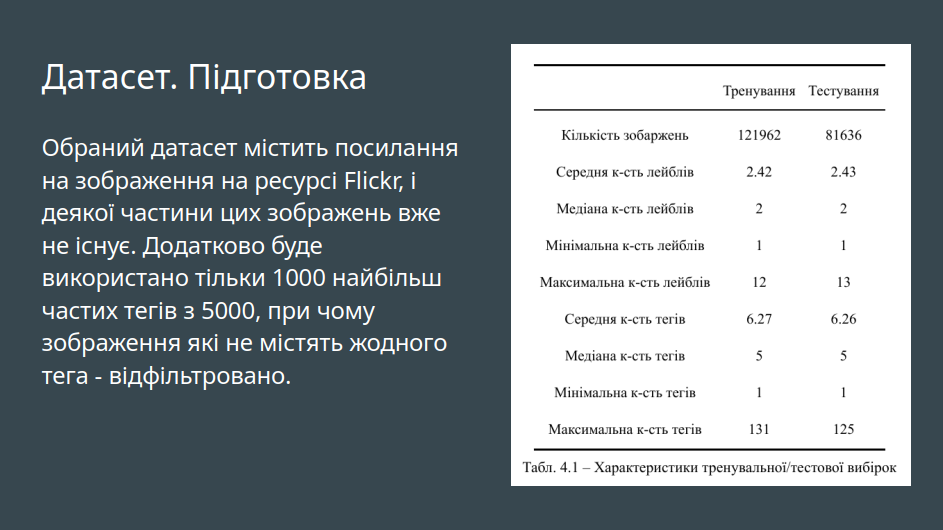 Датасет. Підготовка
Обраний датасет містить посилання
на зображення на ресурсі Flickr, і
деякої частини цих зображень вже
не існує. Додатково буде
використано тільки 1000 найбільш
частих тегів з 5000, при чому
зображення які не містять жодного
тега - відфільтровано.
Тренування Тестування
Кількість зобаржень 121962 81636
Середня к-сть лейблів 2.42 2.43
Медіана к-сть лейблів 2 2
Мінімальна к-сть лейблів 1 1
Максимальна к-сть лейблів 12 13
Середня к-сть тегів 6.27 6.26
Медіана к-сть тегів 5 5
Мінімальна к-сть тегів 1 1
Максимальна к-сть тегів 131 125
Табл. 4.1 – Характеристики тренувальної/тестової вибірок